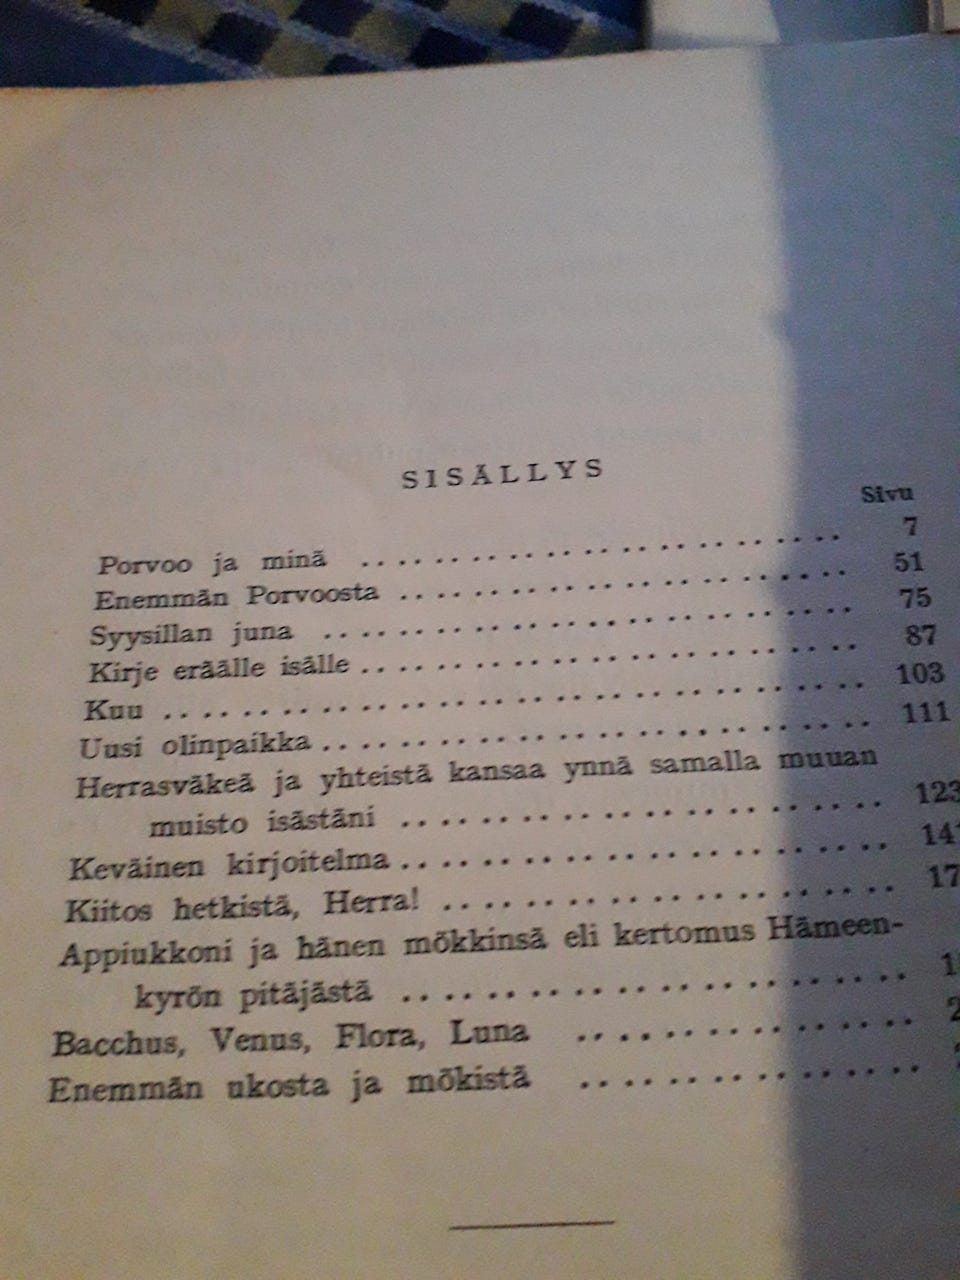 SISÄLLYS
Sivu
Porvoo ja minä .................... 7
Enemmän Porvoosta .................... 51
Syysillan juna .................... 75
Kirje eräälle isälle .................... 87
Kuu .................... 103
Uusi olinpaikka .................... 111
Herrasväkeä ja yhteistä kansaa ynnä samalla muuan
muisto isästäni .................... 123
Keväinen kirjoitelma ....................
Kiitos hetkistä, Herra! ....................
Appiukkoni ja hänen mökkinsä eli kertomus Hämeen-
kyrön pitäjästä ....................
Bacchus, Venus, Flora, Luna ....................
Enemmän ukosta ja mökistä ....................